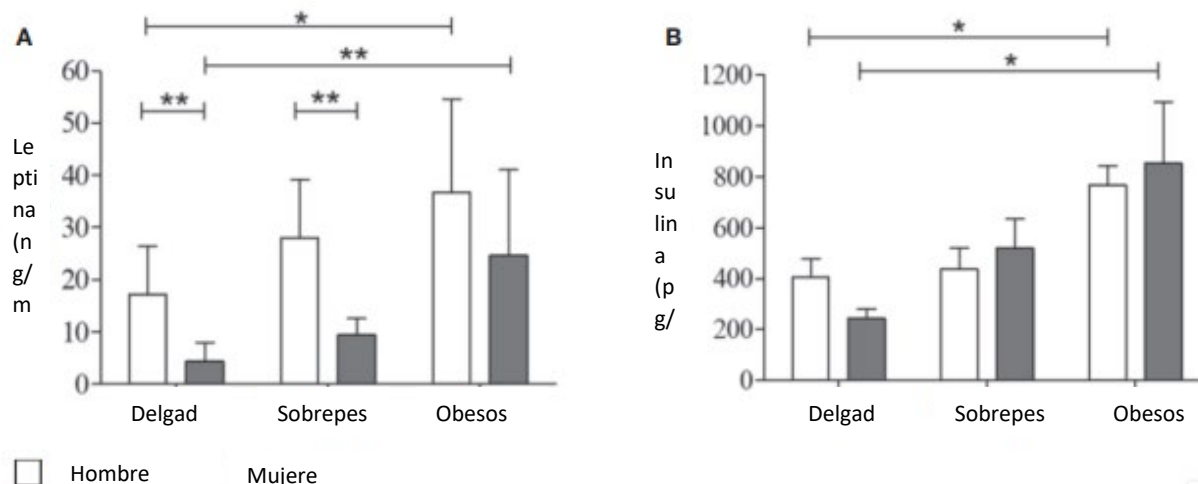 A
*
**
**
**
60
50
40
30
20
10
0
Le
pti
na
(n
g/
m
Delgad
Sobrepes
Obesos
B
*
*
1200
1000
800
600
400
200
0
In
su
lin
a
(p
g/
Delgad
Sobrepes
Obesos
Hombre Mujere